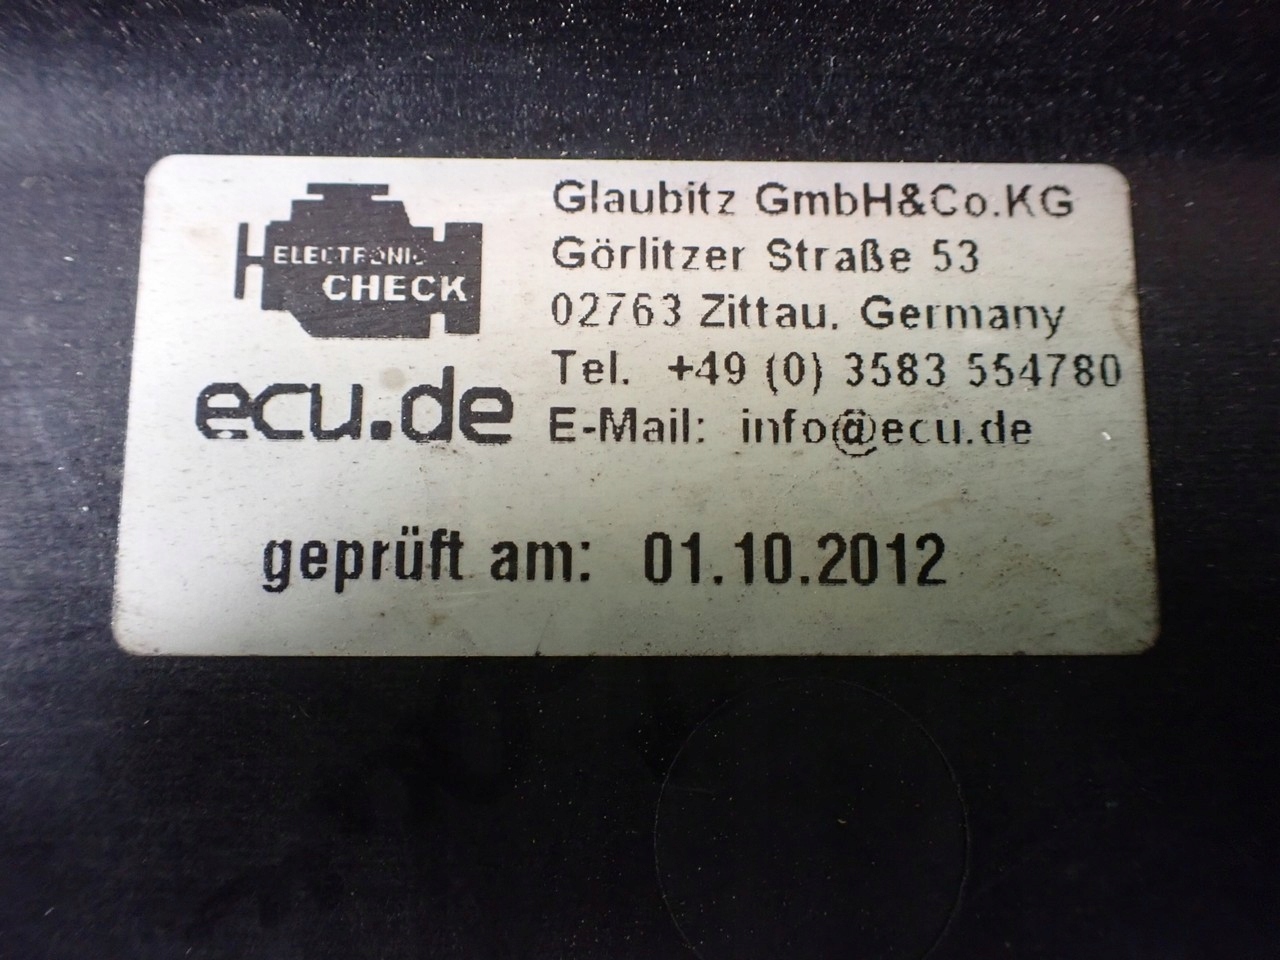 ELECTRONIC
CHECK
ecu.de
Glaubitz GmbH&Co.KG
Görlitzer Straße 53
02763 Zittau, Germany
Tel. +49 (0) 3583 554780
E-Mail: info@ecu.de
geprüft am: 01.10.2012